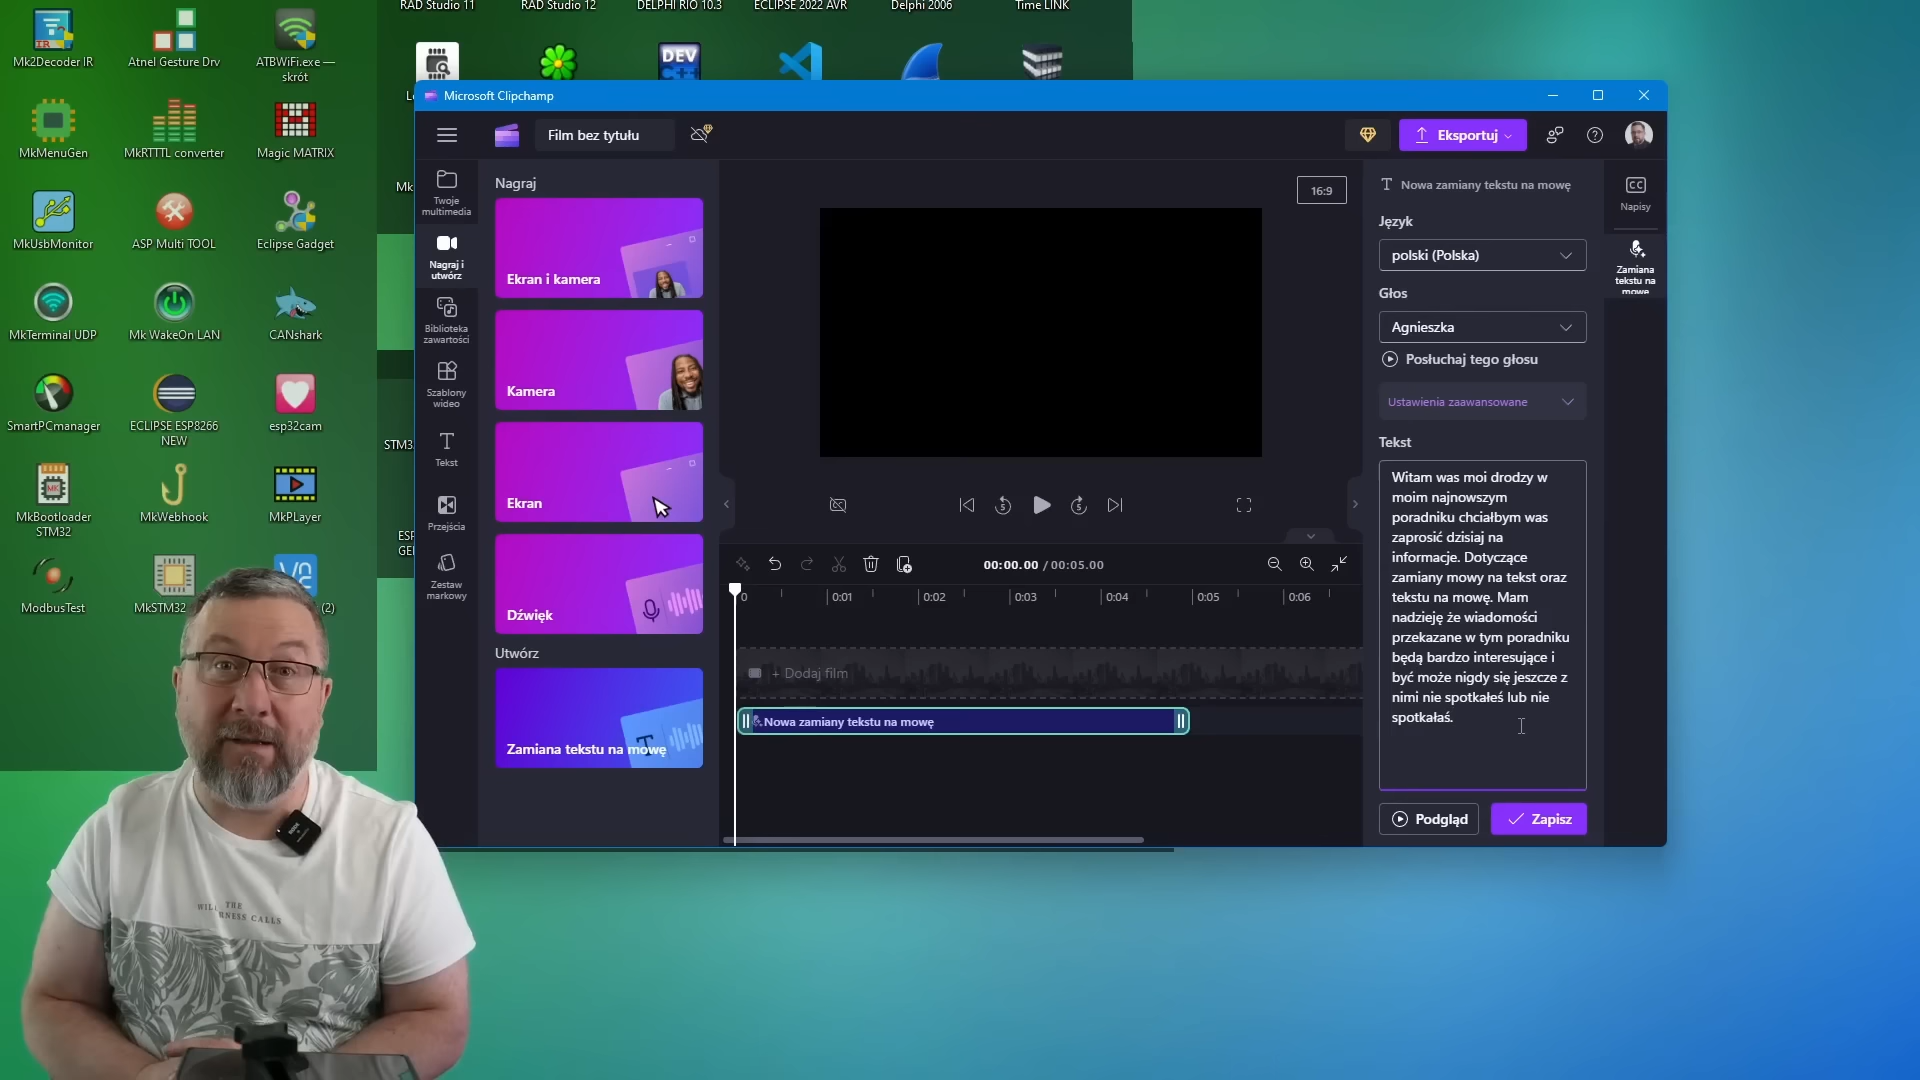 RAD Studio 11
RAD Studio 12
DELPHI RIO 10.3
ECLIPSE 2022 AVR
Delphi 2006
Time LINK
Mk2Decoder IR
Atnel Gesture Drv
ATBWiFi.exe —
skrót
DEV
C++
MkMenuGen
MkRTTTL converter
Magic MATRIX
MkUsbMonitor
ASP Multi TOOL
Eclipse Gadget
MkTerminal UDP
Mk WakeOn LAN
CANshark
SmartPCmanager
ECLIPSE ESP8266
NEW
esp32cam
MkBootloader
STM32
MkWebhook
MkPLayer
ModbusTest
MkSTM32
(2)
Microsoft Clipchamp
Film bez tytułu
Eksportuj
Twoje
multimedia
Nagraj i
utwórz
Biblioteka
zawartości
Szablony
wideo
Tekst
Przejścia
Zestaw
markowy
Nagraj
Ekran i kamera
Kamera
Ekran
Dźwięk
Utwórz
Zamiana tekstu na mowę
16:9
00:00.00 / 00:05.00
0
0:01
0:02
0:03
0:04
0:05
0:06
+ Dodaj film
Nowa zamiany tekstu na mowę
Nowa zamiany tekstu na mowę
Język
polski (Polska)
Głos
Agnieszka
Posłuchaj tego głosu
Ustawienia zaawansowane
Tekst
Witam was moi drodzy w
moim najnowszym
poradniku chciałbym was
zaprosić dzisiaj na
informacje. Dotyczące
zamiany mowy na tekst oraz
tekstu na mowę. Mam
nadzieję że wiadomości
przekazane w tym poradniku
będą bardzo interesujące i
być może nigdy się jeszcze z
nimi nie spotkałeś lub nie
spotkałaś.
Podgląd
Zapisz
CC
Napisy
Zamiana
tekstu na
mowę
THE